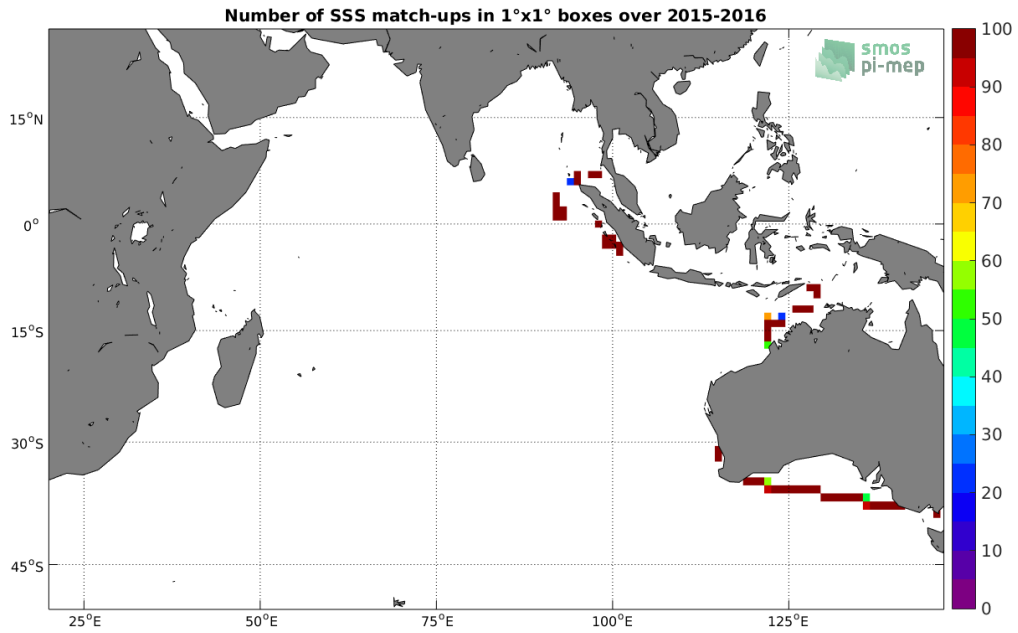 Number of SSS match-ups in 1°x1° boxes over 2015-2016
smos
pi-mep
100
90
80
70
60
50
40
30
20
10
0
15°N
0°
15°S
30°S
45°S
25°E
50°E
75°E
100°E
125°E